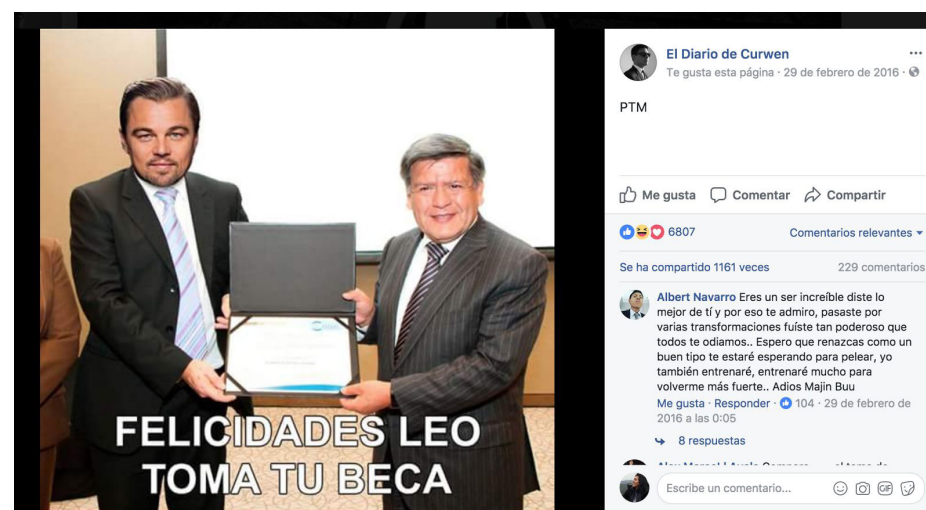 El Diario de Curwen
Te gusta esta página · 29 de febrero de 2016 ·
PTM
Me gusta Comentar Compartir
6807 Comentarios relevantes
Se ha compartido 1161 veces 229 comentarios
Albert Navarro Eres un ser increíble diste lo
mejor de tí y por eso te admiro, pasaste por
varias transformaciones fuíste tan poderoso que
todos te odiamos.. Espero que renazcas como un
buen tipo te estaré esperando para pelear, yo
también entrenaré, entrenaré mucho para
volverme más fuerte.. Adios Majin Buu
Me gusta · Responder · 104 · 29 de febrero de
2016 a las 0:05
8 respuestas
Escribe un comentario...
GIF
FELICIDADES LEO
TOMA TU BECA